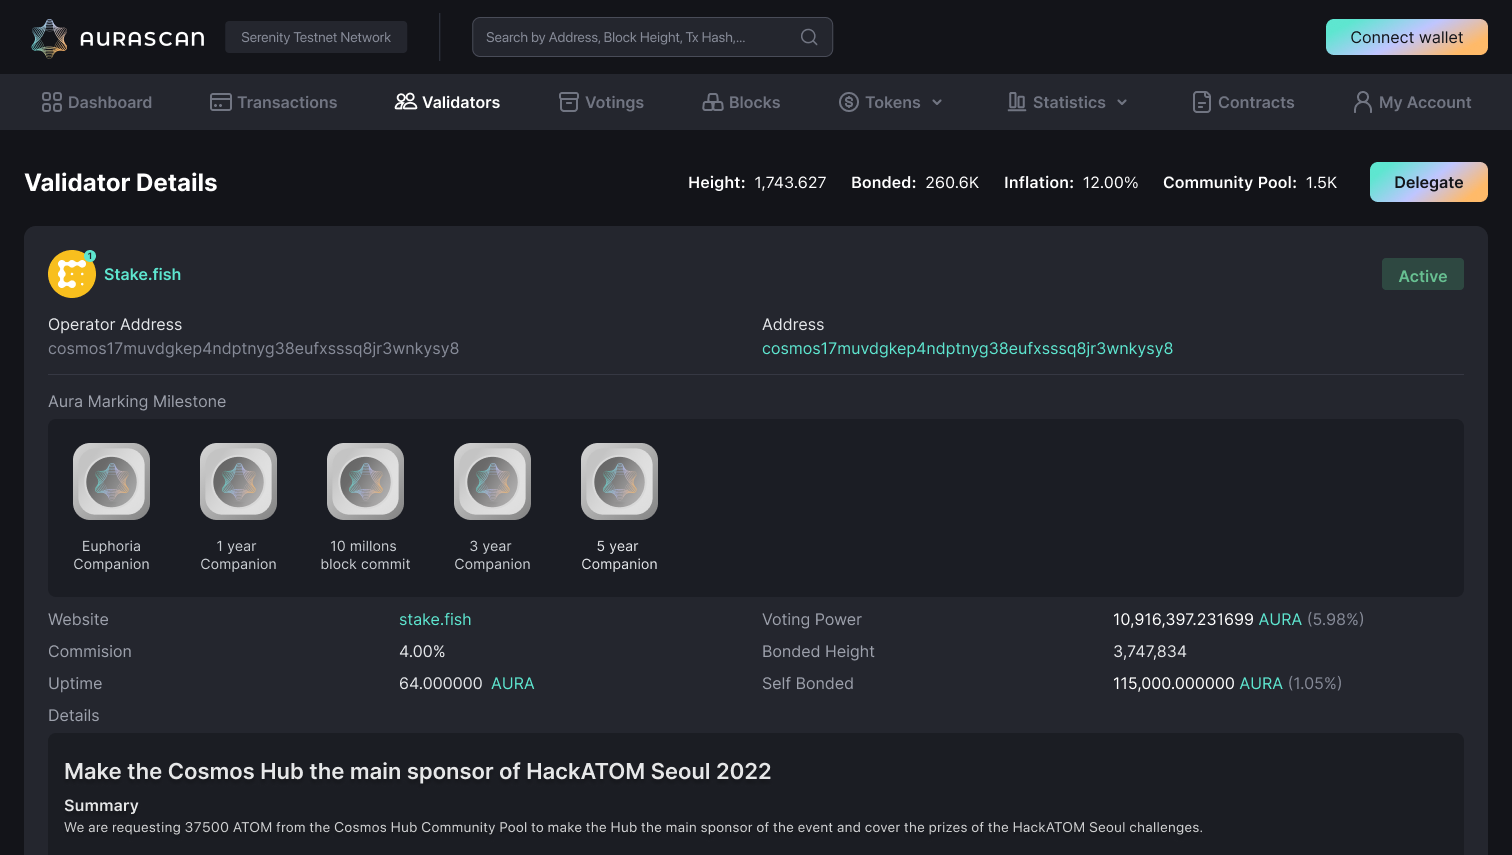 AURASCAN
Serenity Testnet Network
Search by Address, Block Height, Tx Hash,...
Connect wallet
Dashboard
Transactions
Validators
Votings
Blocks
Tokens
Statistics
Contracts
My Account
Validator Details
Height: 1,743.627
Bonded: 260.6K
Inflation: 12.00%
Community Pool: 1.5K
Delegate
1
Stake.fish
Active
Operator Address
cosmos17muvdgkep4ndptnyg38eufxsssq8jr3wnkysy8
Address
cosmos17muvdgkep4ndptnyg38eufxsssq8jr3wnkysy8
Aura Marking Milestone
Euphoria
Companion
1 year
Companion
10 millons
block commit
3 year
Companion
5 year
Companion
Website
stake.fish
Voting Power
10,916,397.231699 AURA (5.98%)
Commision
4.00%
Bonded Height
3,747,834
Uptime
64.000000 AURA
Self Bonded
115,000.000000 AURA (1.05%)
Details
Make the Cosmos Hub the main sponsor of HackATOM Seoul 2022
Summary
We are requesting 37500 ATOM from the Cosmos Hub Community Pool to make the Hub the main sponsor of the event and cover the prizes of the HackATOM Seoul challenges.